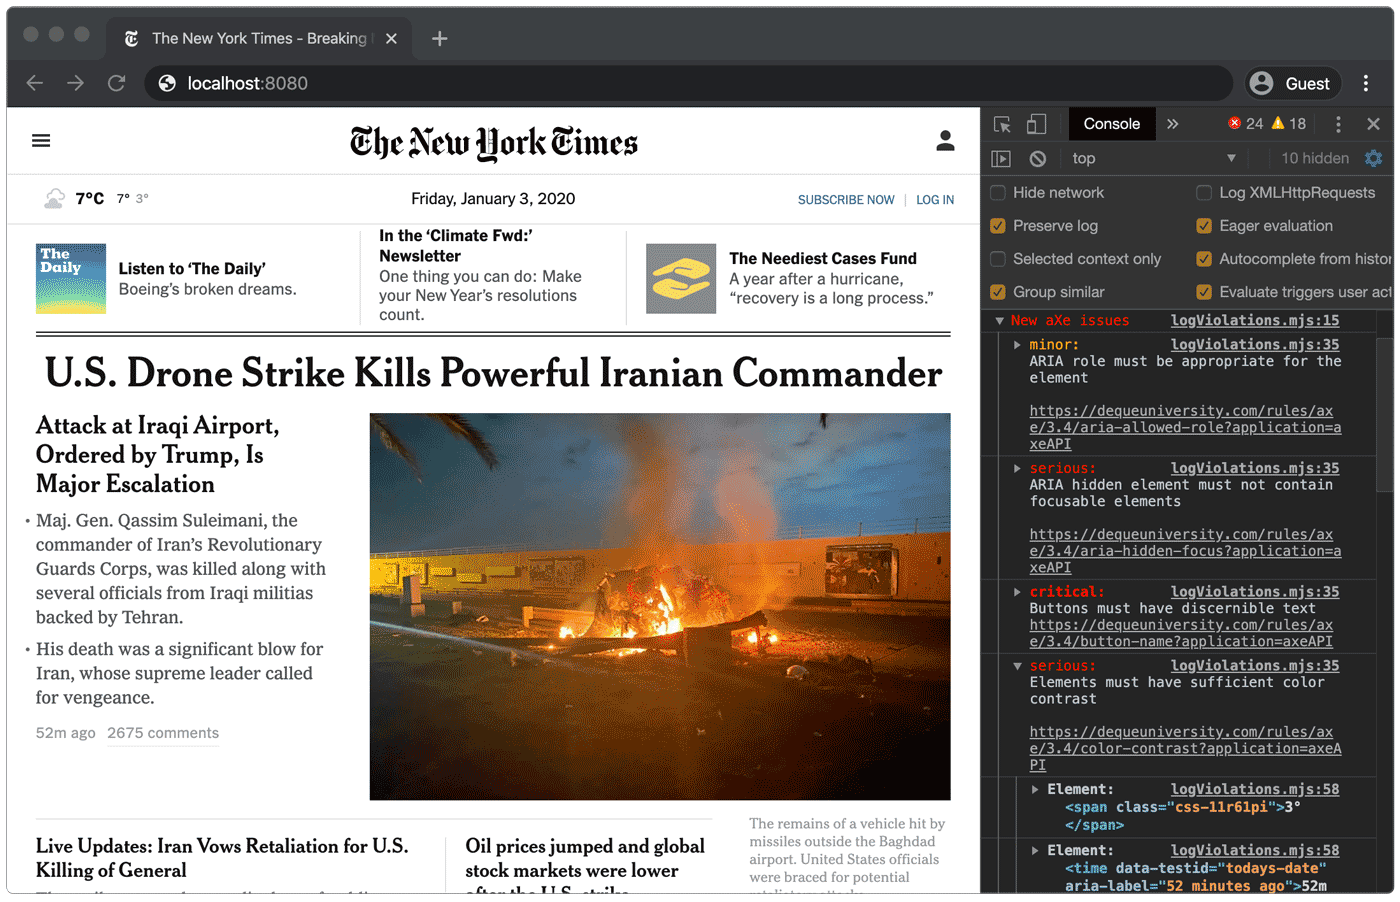 The New York Times - Breaking
localhost:8080
Guest
The New York Times
7°C 7° 3°
Friday, January 3, 2020
SUBSCRIBE NOW | LOG IN
The
Daily
Listen to ‘The Daily’
Boeing’s broken dreams.
In the ‘Climate Fwd:’
Newsletter
One thing you can do: Make
your New Year’s resolutions
count.
The Neediest Cases Fund
A year after a hurricane,
“recovery is a long process.”
U.S. Drone Strike Kills Powerful Iranian Commander
Attack at Iraqi Airport,
Ordered by Trump, Is
Major Escalation
• Maj. Gen. Qassim Suleimani, the
commander of Iran’s Revolutionary
Guards Corps, was killed along with
several officials from Iraqi militias
backed by Tehran.
• His death was a significant blow for
Iran, whose supreme leader called
for vengeance.
52m ago 2675 comments
Live Updates: Iran Vows Retaliation for U.S.
Killing of General
Oil prices jumped and global
stock markets were lower
after the U.S. strike
The remains of a vehicle hit by
missiles outside the Baghdad
airport. United States officials
were braced for potential
Console
24 18
top
10 hidden
Hide network
Log XMLHttpRequests
Preserve log
Eager evaluation
Selected context only
Autocomplete from histor
Group similar
Evaluate triggers user act
New aXe issues logViolations.mjs:15
minor: logViolations.mjs:35
ARIA role must be appropriate for the
element
https://dequeuniversity.com/rules/ax
e/3.4/aria-allowed-role?application=a
xeAPI
serious: logViolations.mjs:35
ARIA hidden element must not contain
focusable elements
https://dequeuniversity.com/rules/ax
e/3.4/aria-hidden-focus?application=a
xeAPI
critical: logViolations.mjs:35
Buttons must have discernible text
https://dequeuniversity.com/rules/ax
e/3.4/button-name?application=axeAPI
serious: logViolations.mjs:35
Elements must have sufficient color
contrast
https://dequeuniversity.com/rules/ax
e/3.4/color-contrast?application=axeA
PI
Element: logViolations.mjs:58
<span class="css-11r61pi">3°
</span>
Element: logViolations.mjs:58
<time data-testid="todays-date"
aria-label="52 minutes ago">52m